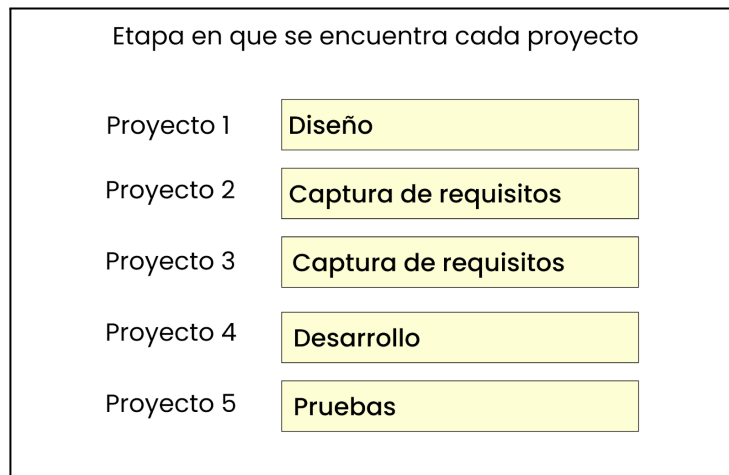 Etapa en que se encuentra cada proyecto
Proyecto 1 Diseño
Proyecto 2 Captura de requisitos
Proyecto 3 Captura de requisitos
Proyecto 4 Desarrollo
Proyecto 5 Pruebas